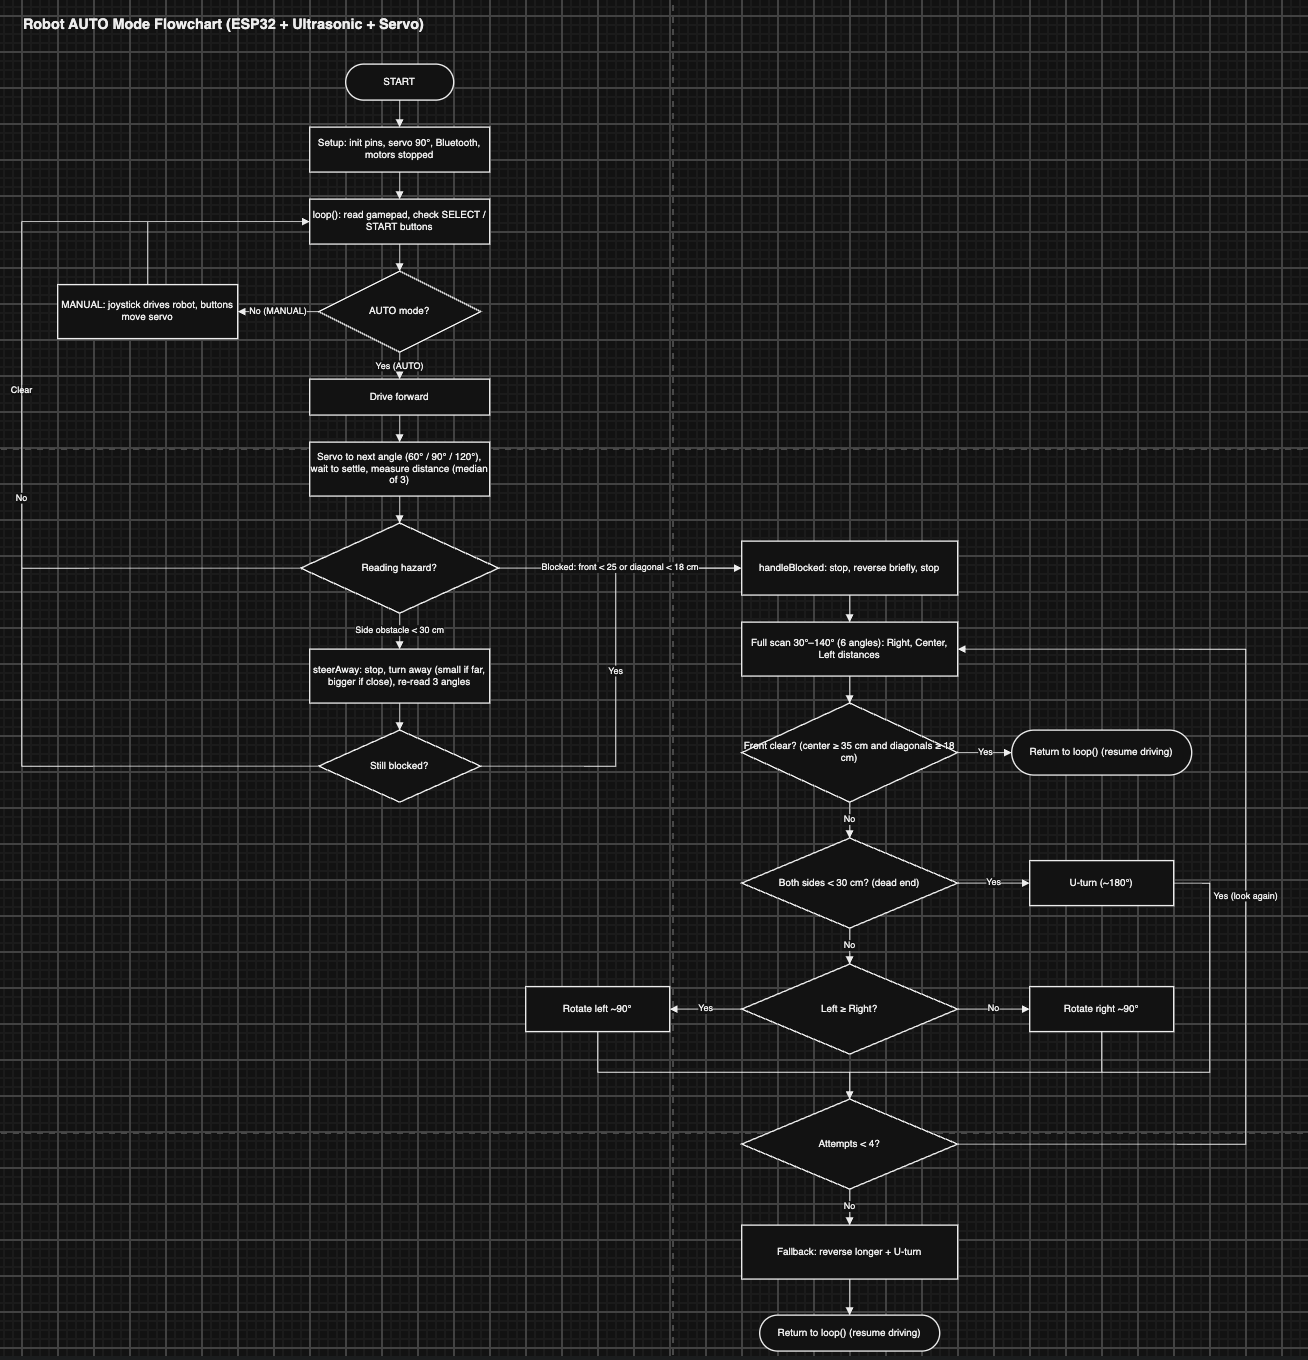 Robot AUTO Mode Flowchart (ESP32 + Ultrasonic + Servo)
START
Setup: init pins, servo 90°, Bluetooth,
motors stopped
loop(): read gamepad, check SELECT /
START buttons
MANUAL: joystick drives robot, buttons
move servo
No (MANUAL)
AUTO mode?
Yes (AUTO)
Clear
Drive forward
Servo to next angle (60° / 90° / 120°),
wait to settle, measure distance (median
of 3)
No
Reading hazard?
Blocked: front < 25 or diagonal < 18 cm
handleBlocked: stop, reverse briefly, stop
Side obstacle < 30 cm
steerAway: stop, turn away (small if far,
bigger if close), re-read 3 angles
Yes
Full scan 30°–140° (6 angles): Right, Center,
Left distances
Still blocked?
Front clear? (center ≥ 35 cm and diagonals ≥ 18
cm)
Yes
Return to loop() (resume driving)
No
Both sides < 30 cm? (dead end)
Yes
U-turn (~180°)
Yes (look again)
No
Rotate left ~90°
Yes
Left ≥ Right?
No
Rotate right ~90°
Attempts < 4?
No
Fallback: reverse longer + U-turn
Return to loop() (resume driving)